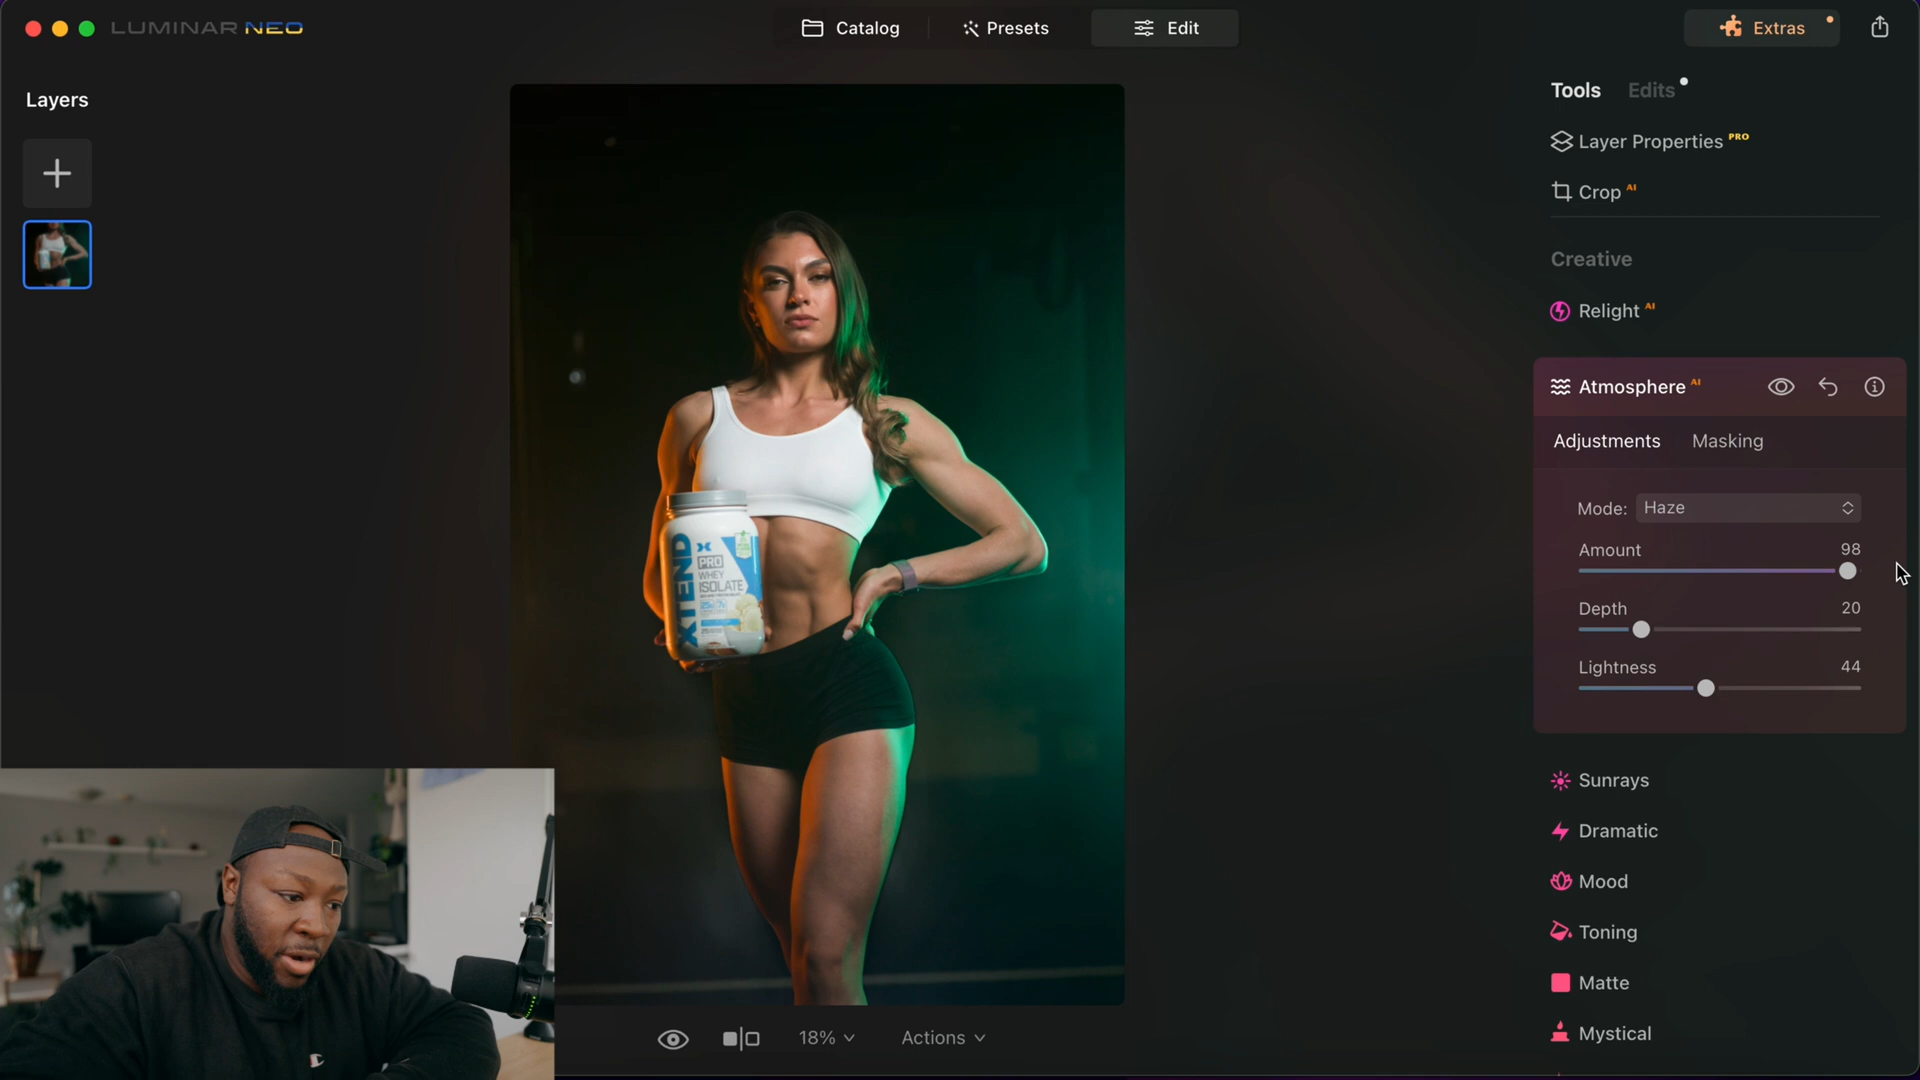 LUMINAR NEO
Catalog
Presets
Edit
Extras
Layers
Tools
Edits
Layer Properties PRO
Crop AI
Creative
Relight AI
Atmosphere AI
Adjustments
Masking
Mode: Haze
Amount 98
Depth 20
Lightness 44
Sunrays
Dramatic
Mood
Toning
Matte
Mystical
XTEND
PRO
WHEY
ISOLATE
18%
Actions